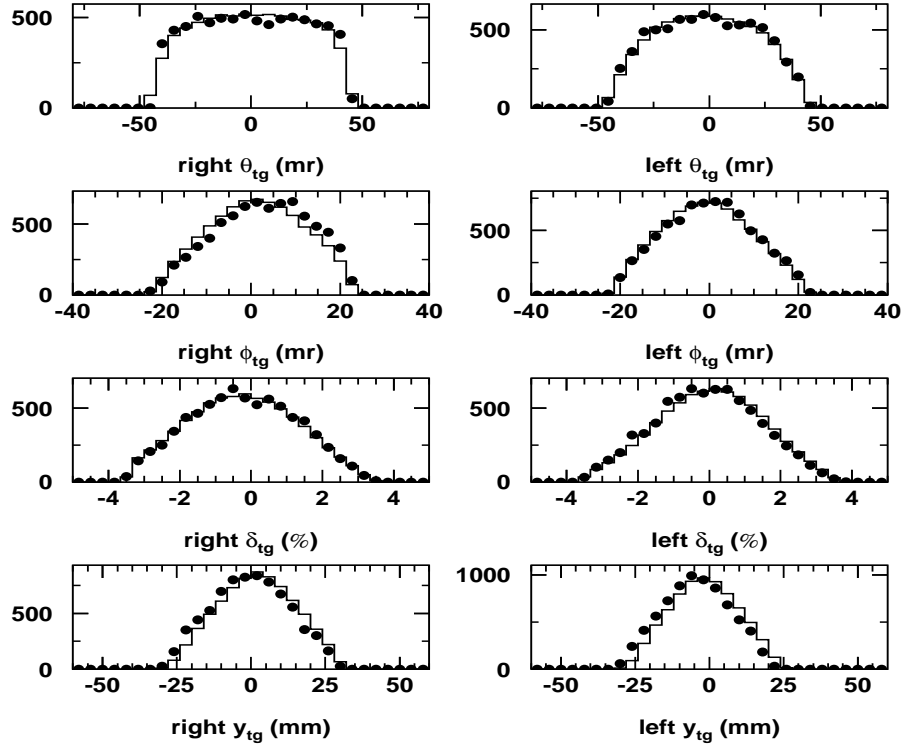 500
0
-50 0 50
right θtg (mr)
500
0
-50 0 50
left θtg (mr)
500
0
-40 -20 0 20 40
right ϕtg (mr)
500
0
-40 -20 0 20 40
left ϕtg (mr)
500
0
-4 -2 0 2 4
right δtg (%)
500
0
-4 -2 0 2 4
left δtg (%)
500
0
-50 -25 0 25 50
right ytg (mm)
1000
500
0
-50 -25 0 25 50
left ytg (mm)